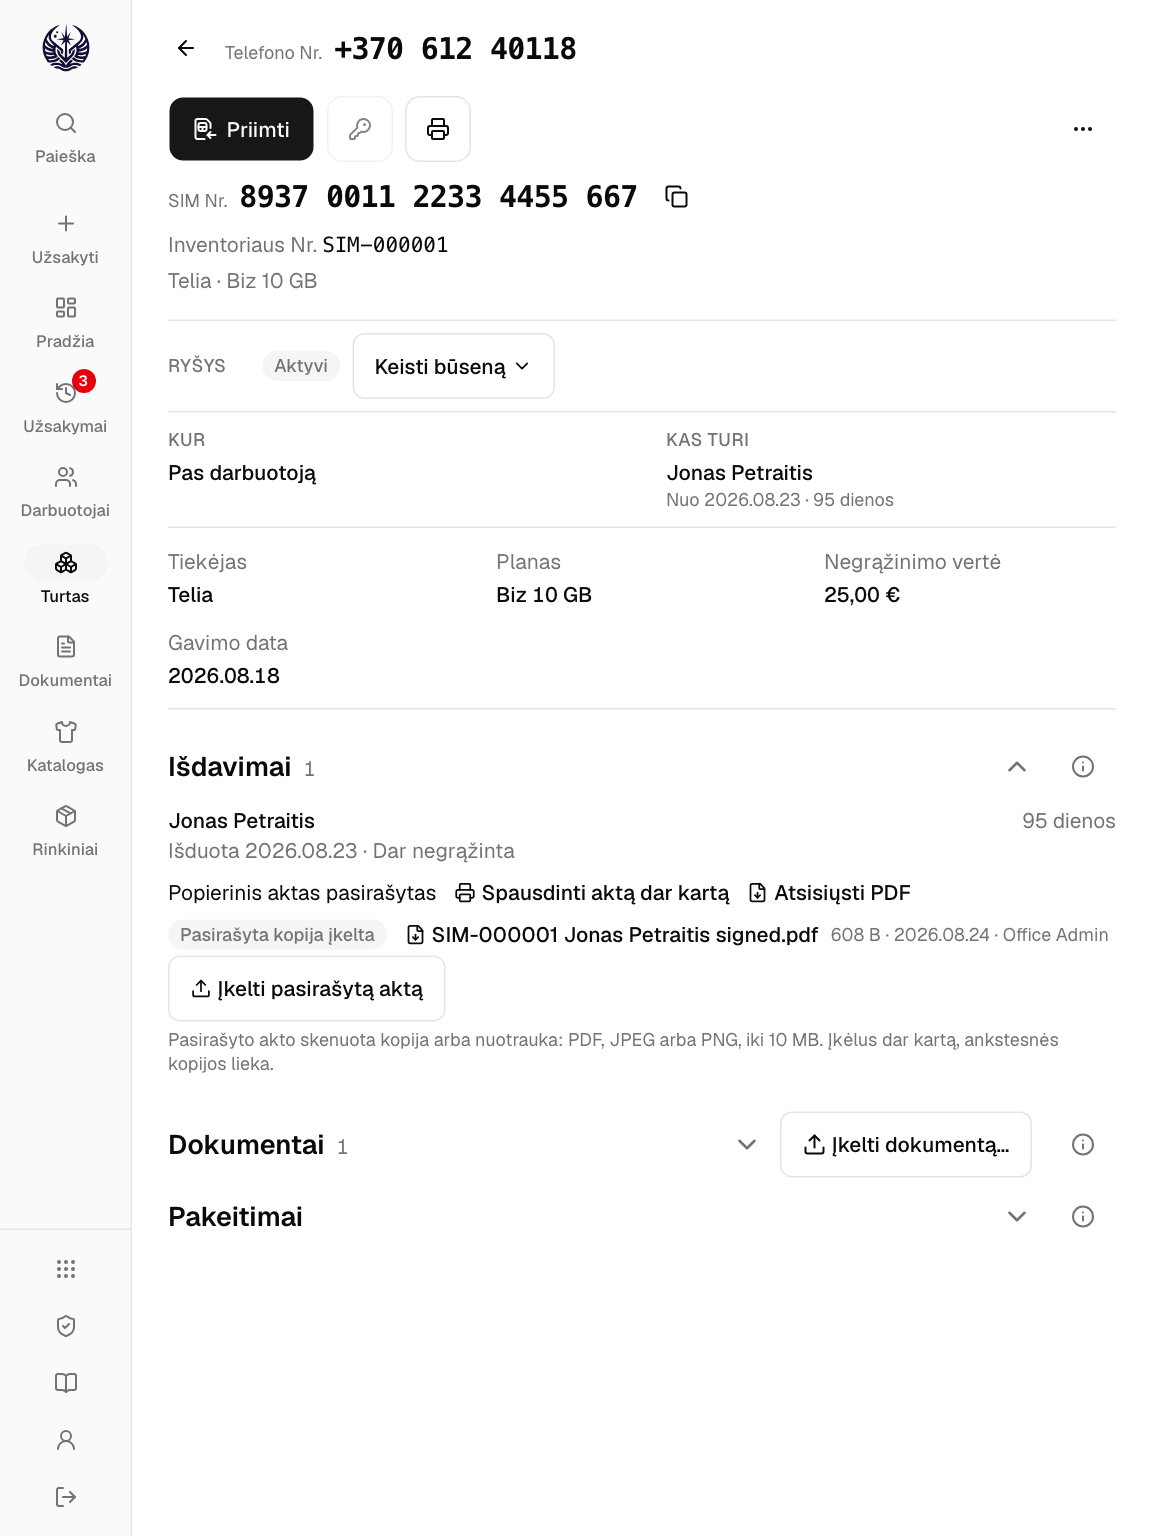 Paieška
Užsakyti
Pradžia
3
Užsakymai
Darbuotojai
Turtas
Dokumentai
Katalogas
Rinkiniai
Telefono Nr. +370 612 40118
Priimti
SIM Nr. 8937 0011 2233 4455 667
Inventoriaus Nr. SIM-000001
Telia · Biz 10 GB
RYŠYS Aktyvi Keisti būseną
KUR
Pas darbuotoją
KAS TURI
Jonas Petraitis
Nuo 2026.08.23 · 95 dienos
Tiekėjas
Telia
Planas
Biz 10 GB
Negrąžinimo vertė
25,00 €
Gavimo data
2026.08.18
Išdavimai 1
Jonas Petraitis 95 dienos
Išduota 2026.08.23 · Dar negrąžinta
Popierinis aktas pasirašytas Spausdinti aktą dar kartą Atsisiųsti PDF
Pasirašyta kopija įkelta SIM-000001 Jonas Petraitis signed.pdf 608 B · 2026.08.24 · Office Admin
Įkelti pasirašytą aktą
Pasirašyto akto skenuota kopija arba nuotrauka: PDF, JPEG arba PNG, iki 10 MB. Įkėlus dar kartą, ankstesnės
kopijos lieka.
Dokumentai 1 Įkelti dokumentą...
Pakeitimai